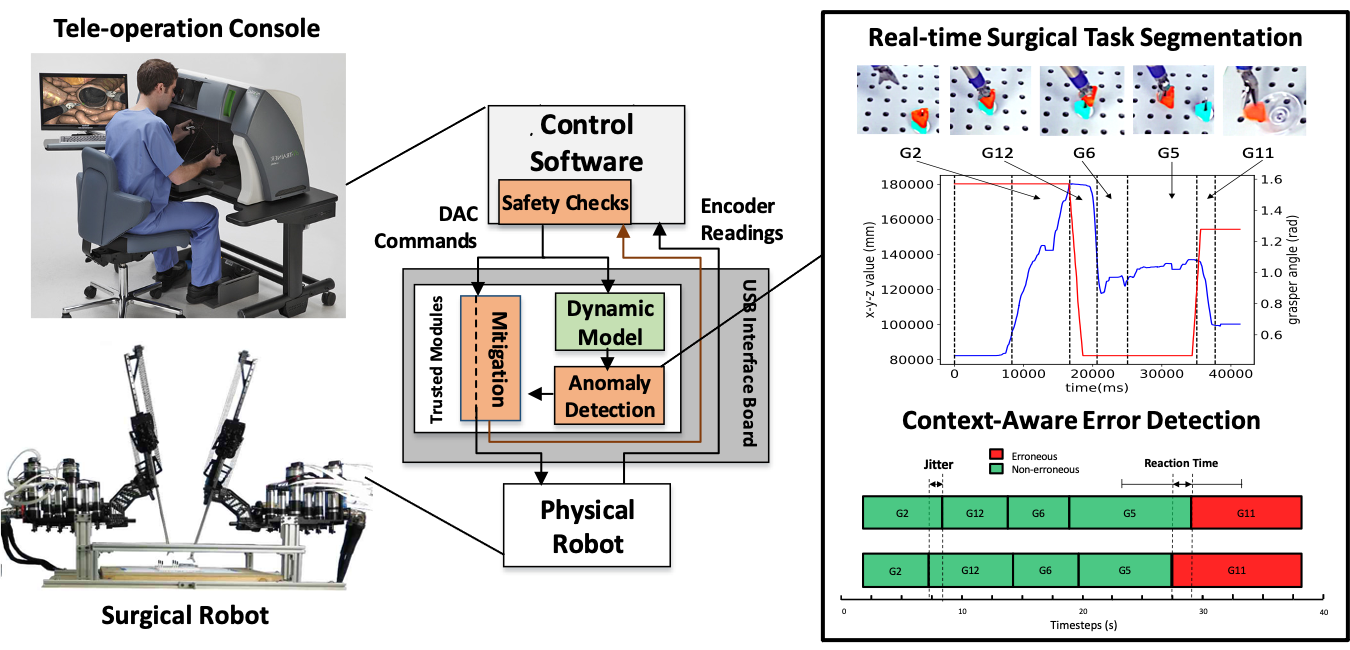 Tele-operation Console
Surgical Robot
Control
Software
Safety Checks
DAC
Commands
Encoder
Readings
USB Interface Board
Trusted Modules
Mitigation
Dynamic
Model
Anomaly
Detection
Physical
Robot
Real-time Surgical Task Segmentation
G2 G12 G6 G5 G11
x-y-z value (mm)
180000
160000
140000
120000
100000
80000
1.6
1.4
1.2
1.0
0.8
0.6
grasper angle (rad)
0 10000 20000 30000 40000
time(ms)
Context-Aware Error Detection
Erroneous
Non-erroneous
Jitter
Reaction Time
G2 G12 G6 G5 G11
G2 G12 G6 G5 G11
0 10 20 30 40
Timesteps (s)